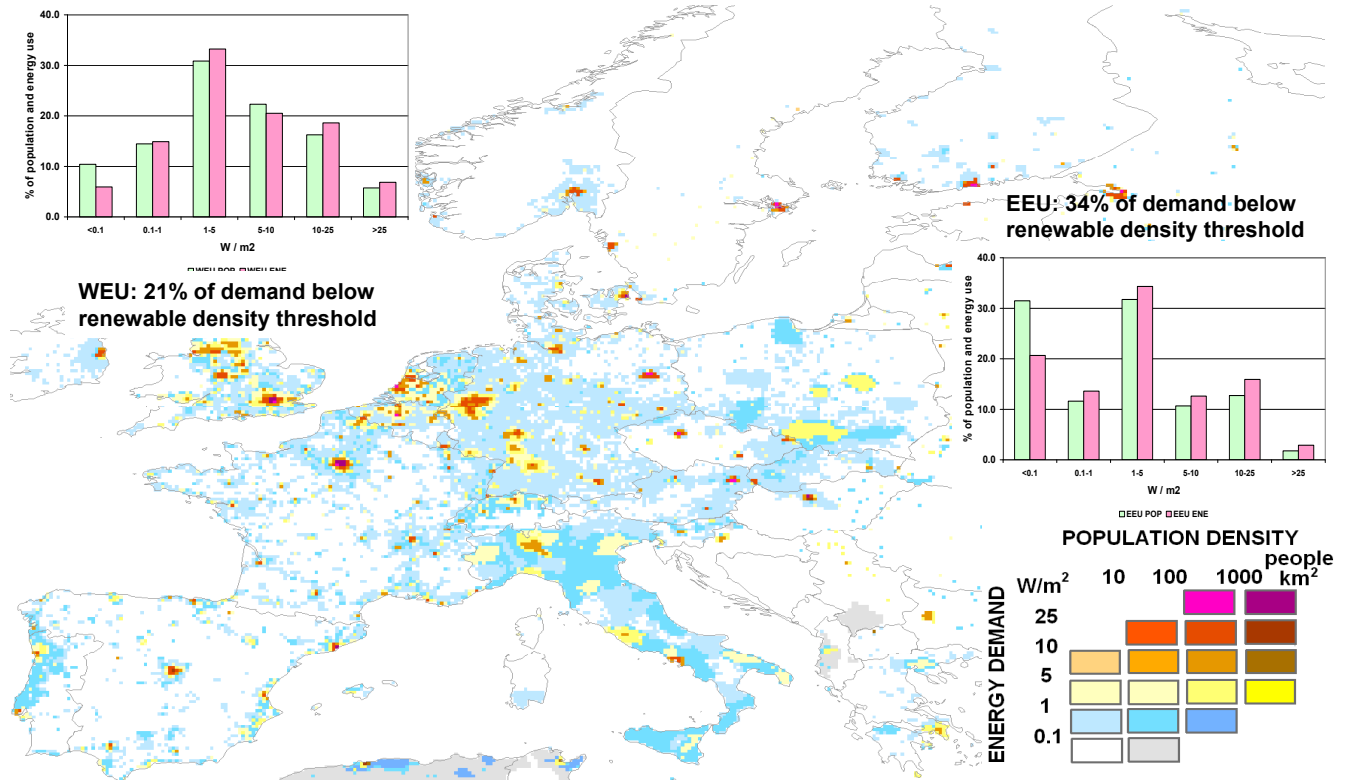 40.0
30.0
20.0
10.0
0.0
% of population and energy use
<0.1 0.1-1 1-5 5-10 10-25 >25
W / m2
WEU POP WEU ENE
WEU: 21% of demand below
renewable density threshold
EEU: 34% of demand below
renewable density threshold
40.0
30.0
20.0
10.0
0.0
% of population and energy use
<0.1 0.1-1 1-5 5-10 10-25 >25
W / m2
EEU POP EEU ENE
POPULATION DENSITY
people
W/m² 10 100 1000 km²
25
10
5
1
0.1
ENERGY DEMAND